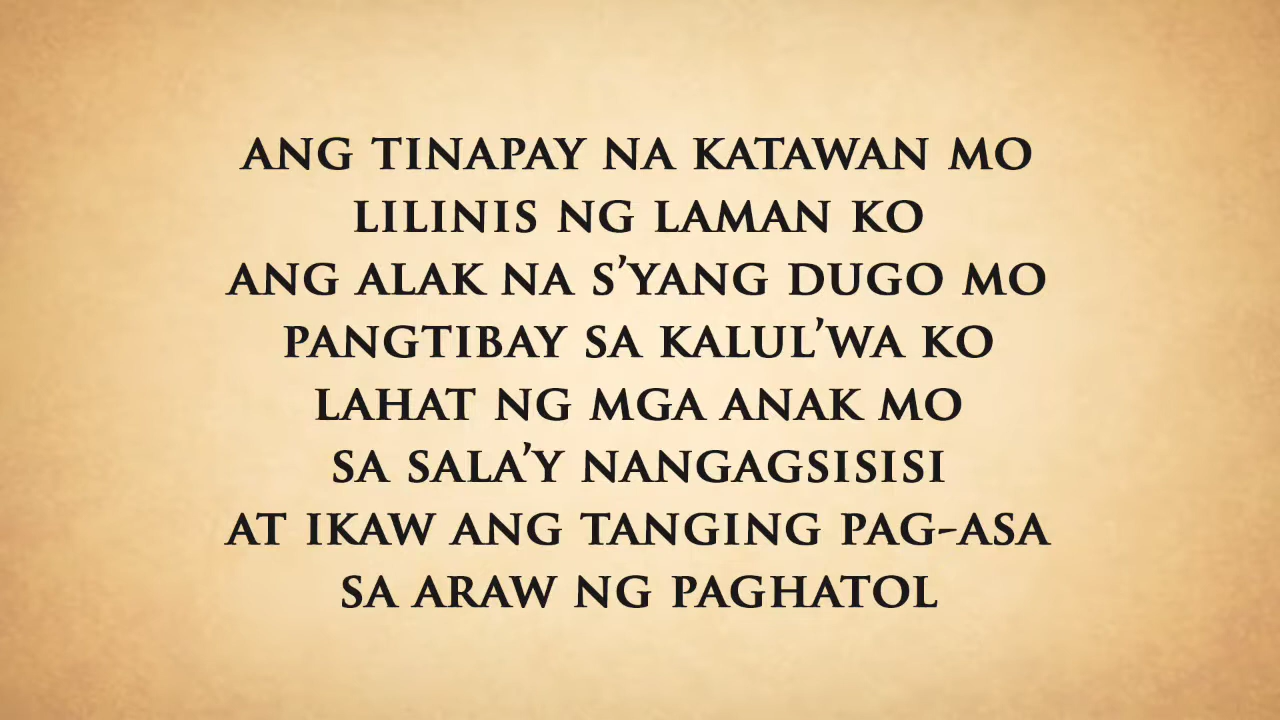 ANG TINAPAY NA KATAWAN MO
LILINIS NG LAMAN KO
ANG ALAK NA S’YANG DUGO MO
PANGTIBAY SA KALUL’WA KO
LAHAT NG MGA ANAK MO
SA SALA’Y NANGAGSISISI
AT IKAW ANG TANGING PAG-ASA
SA ARAW NG PAGHATOL